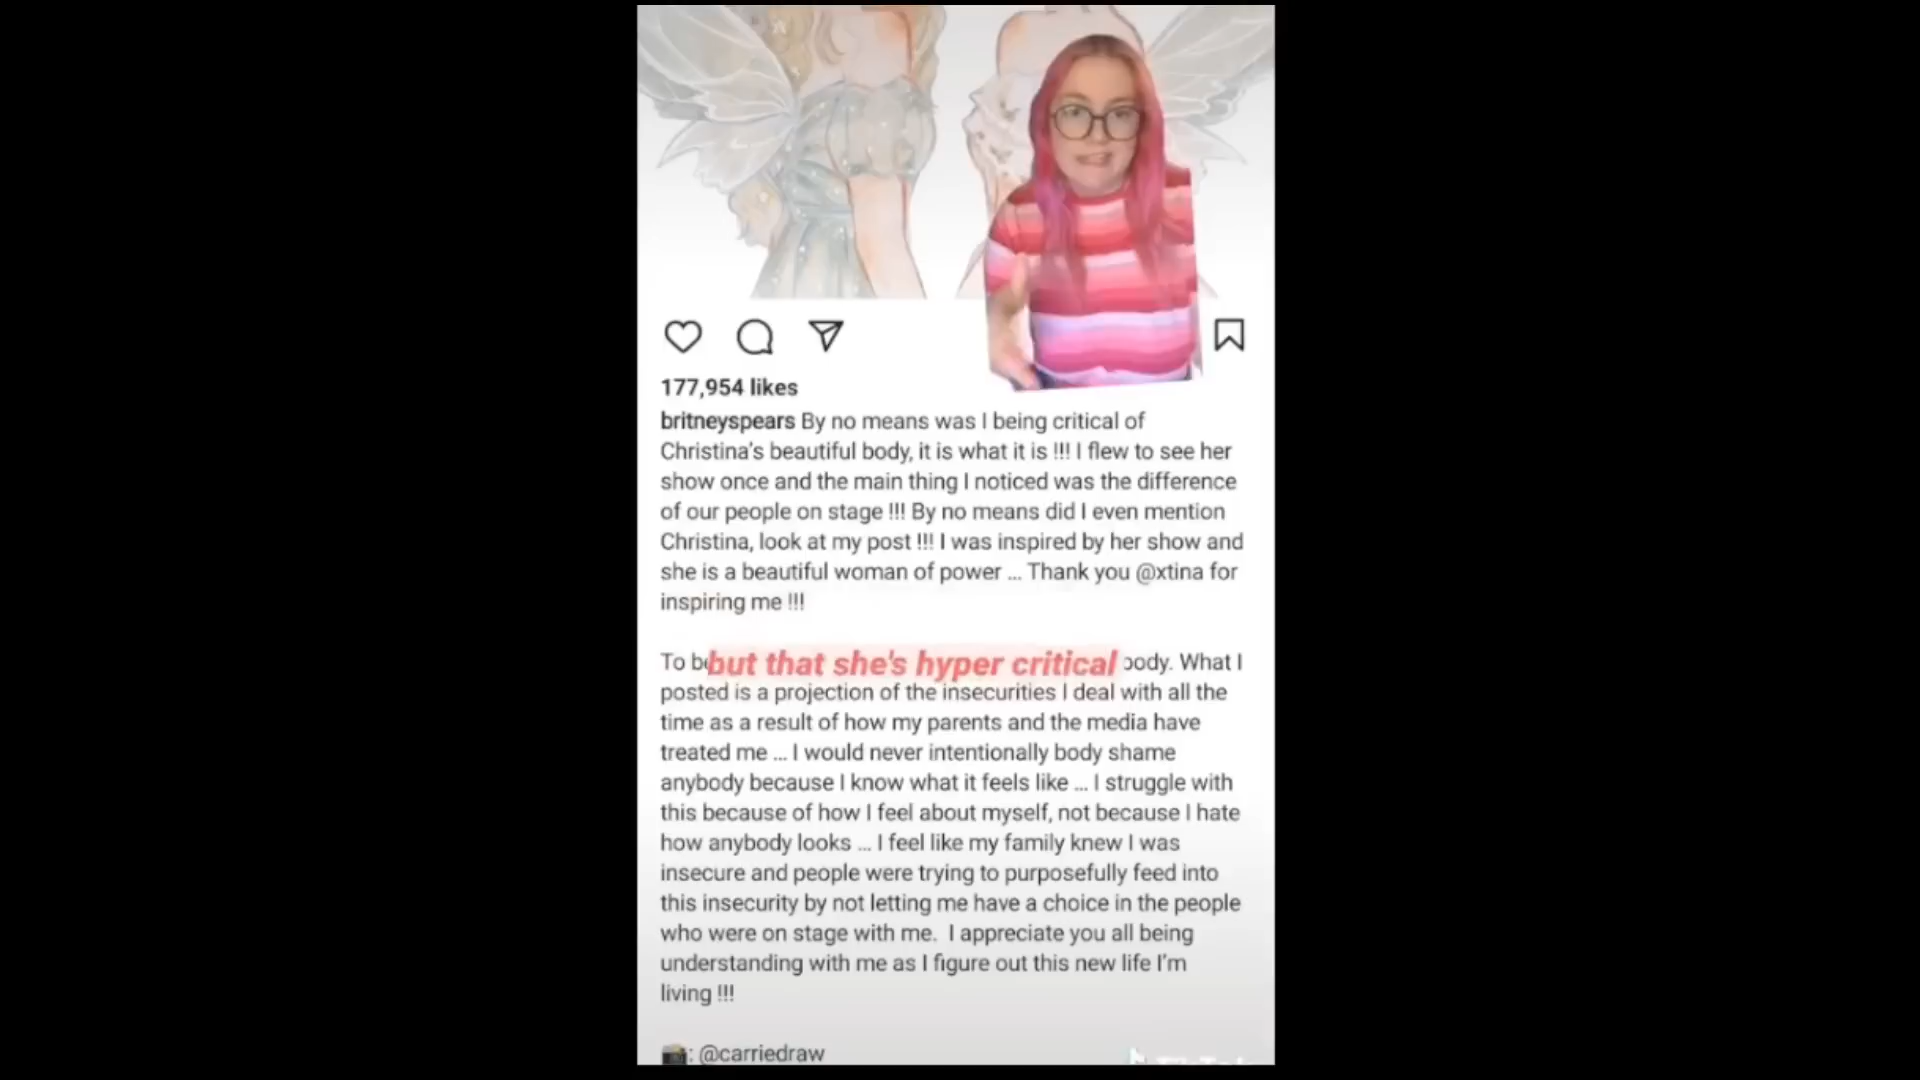 177,954 likes
britneyspears By no means was I being critical of
Christina's beautiful body, it is what it is !!! I flew to see her
show once and the main thing I noticed was the difference
of our people on stage !!! By no means did I even mention
Christina, look at my post !!! I was inspired by her show and
she is a beautiful woman of power ... Thank you @xtina for
inspiring me !!!
To but that she's hyper critical body. What I
posted is a projection of the insecurities I deal with all the
time as a result of how my parents and the media have
treated me ... I would never intentionally body shame
anybody because I know what it feels like ... I struggle with
this because of how I feel about myself, not because I hate
how anybody looks ... I feel like my family knew I was
insecure and people were trying to purposefully feed into
this insecurity by not letting me have a choice in the people
who were on stage with me. I appreciate you all being
understanding with me as I figure out this new life I'm
living !!!
: @carriedraw